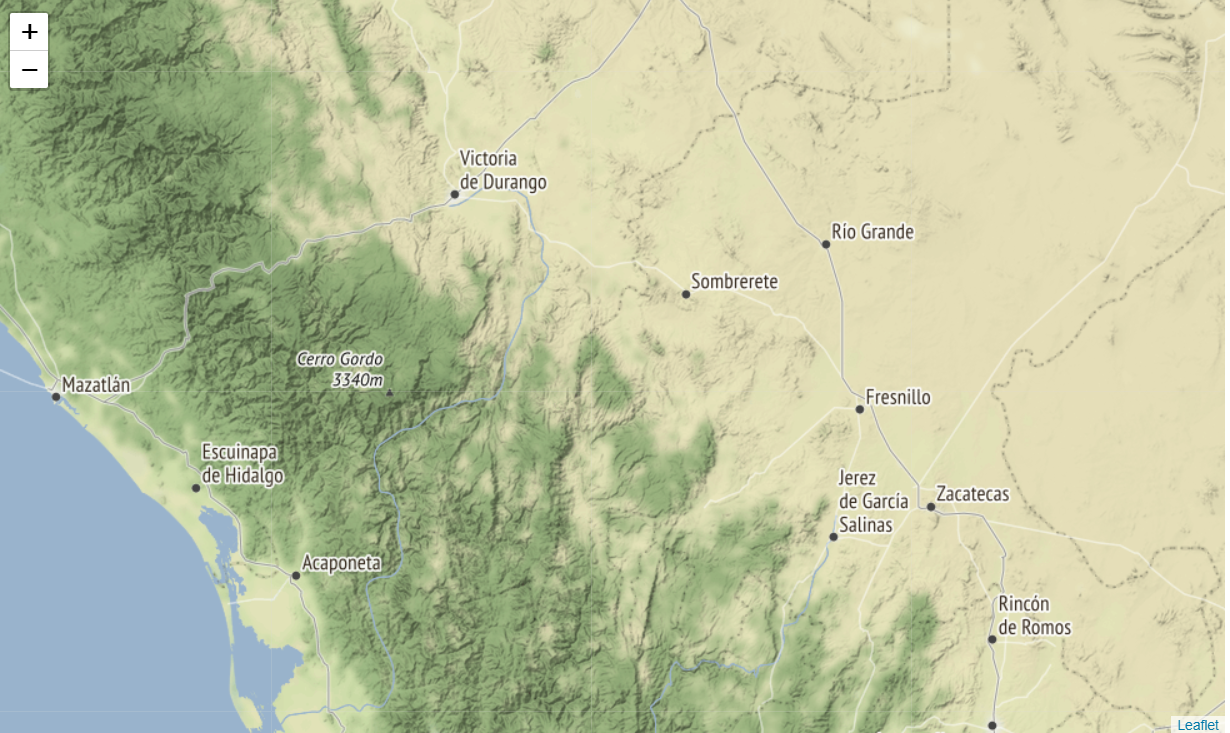 +
−
Victoria
de Durango
Río Grande
Sombrerete
Cerro Gordo
3340m
Mazatlán
Fresnillo
Escuinapa
de Hidalgo
Jerez
de García
Salinas
Zacatecas
Acaponeta
Rincón
de Romos
Leaflet